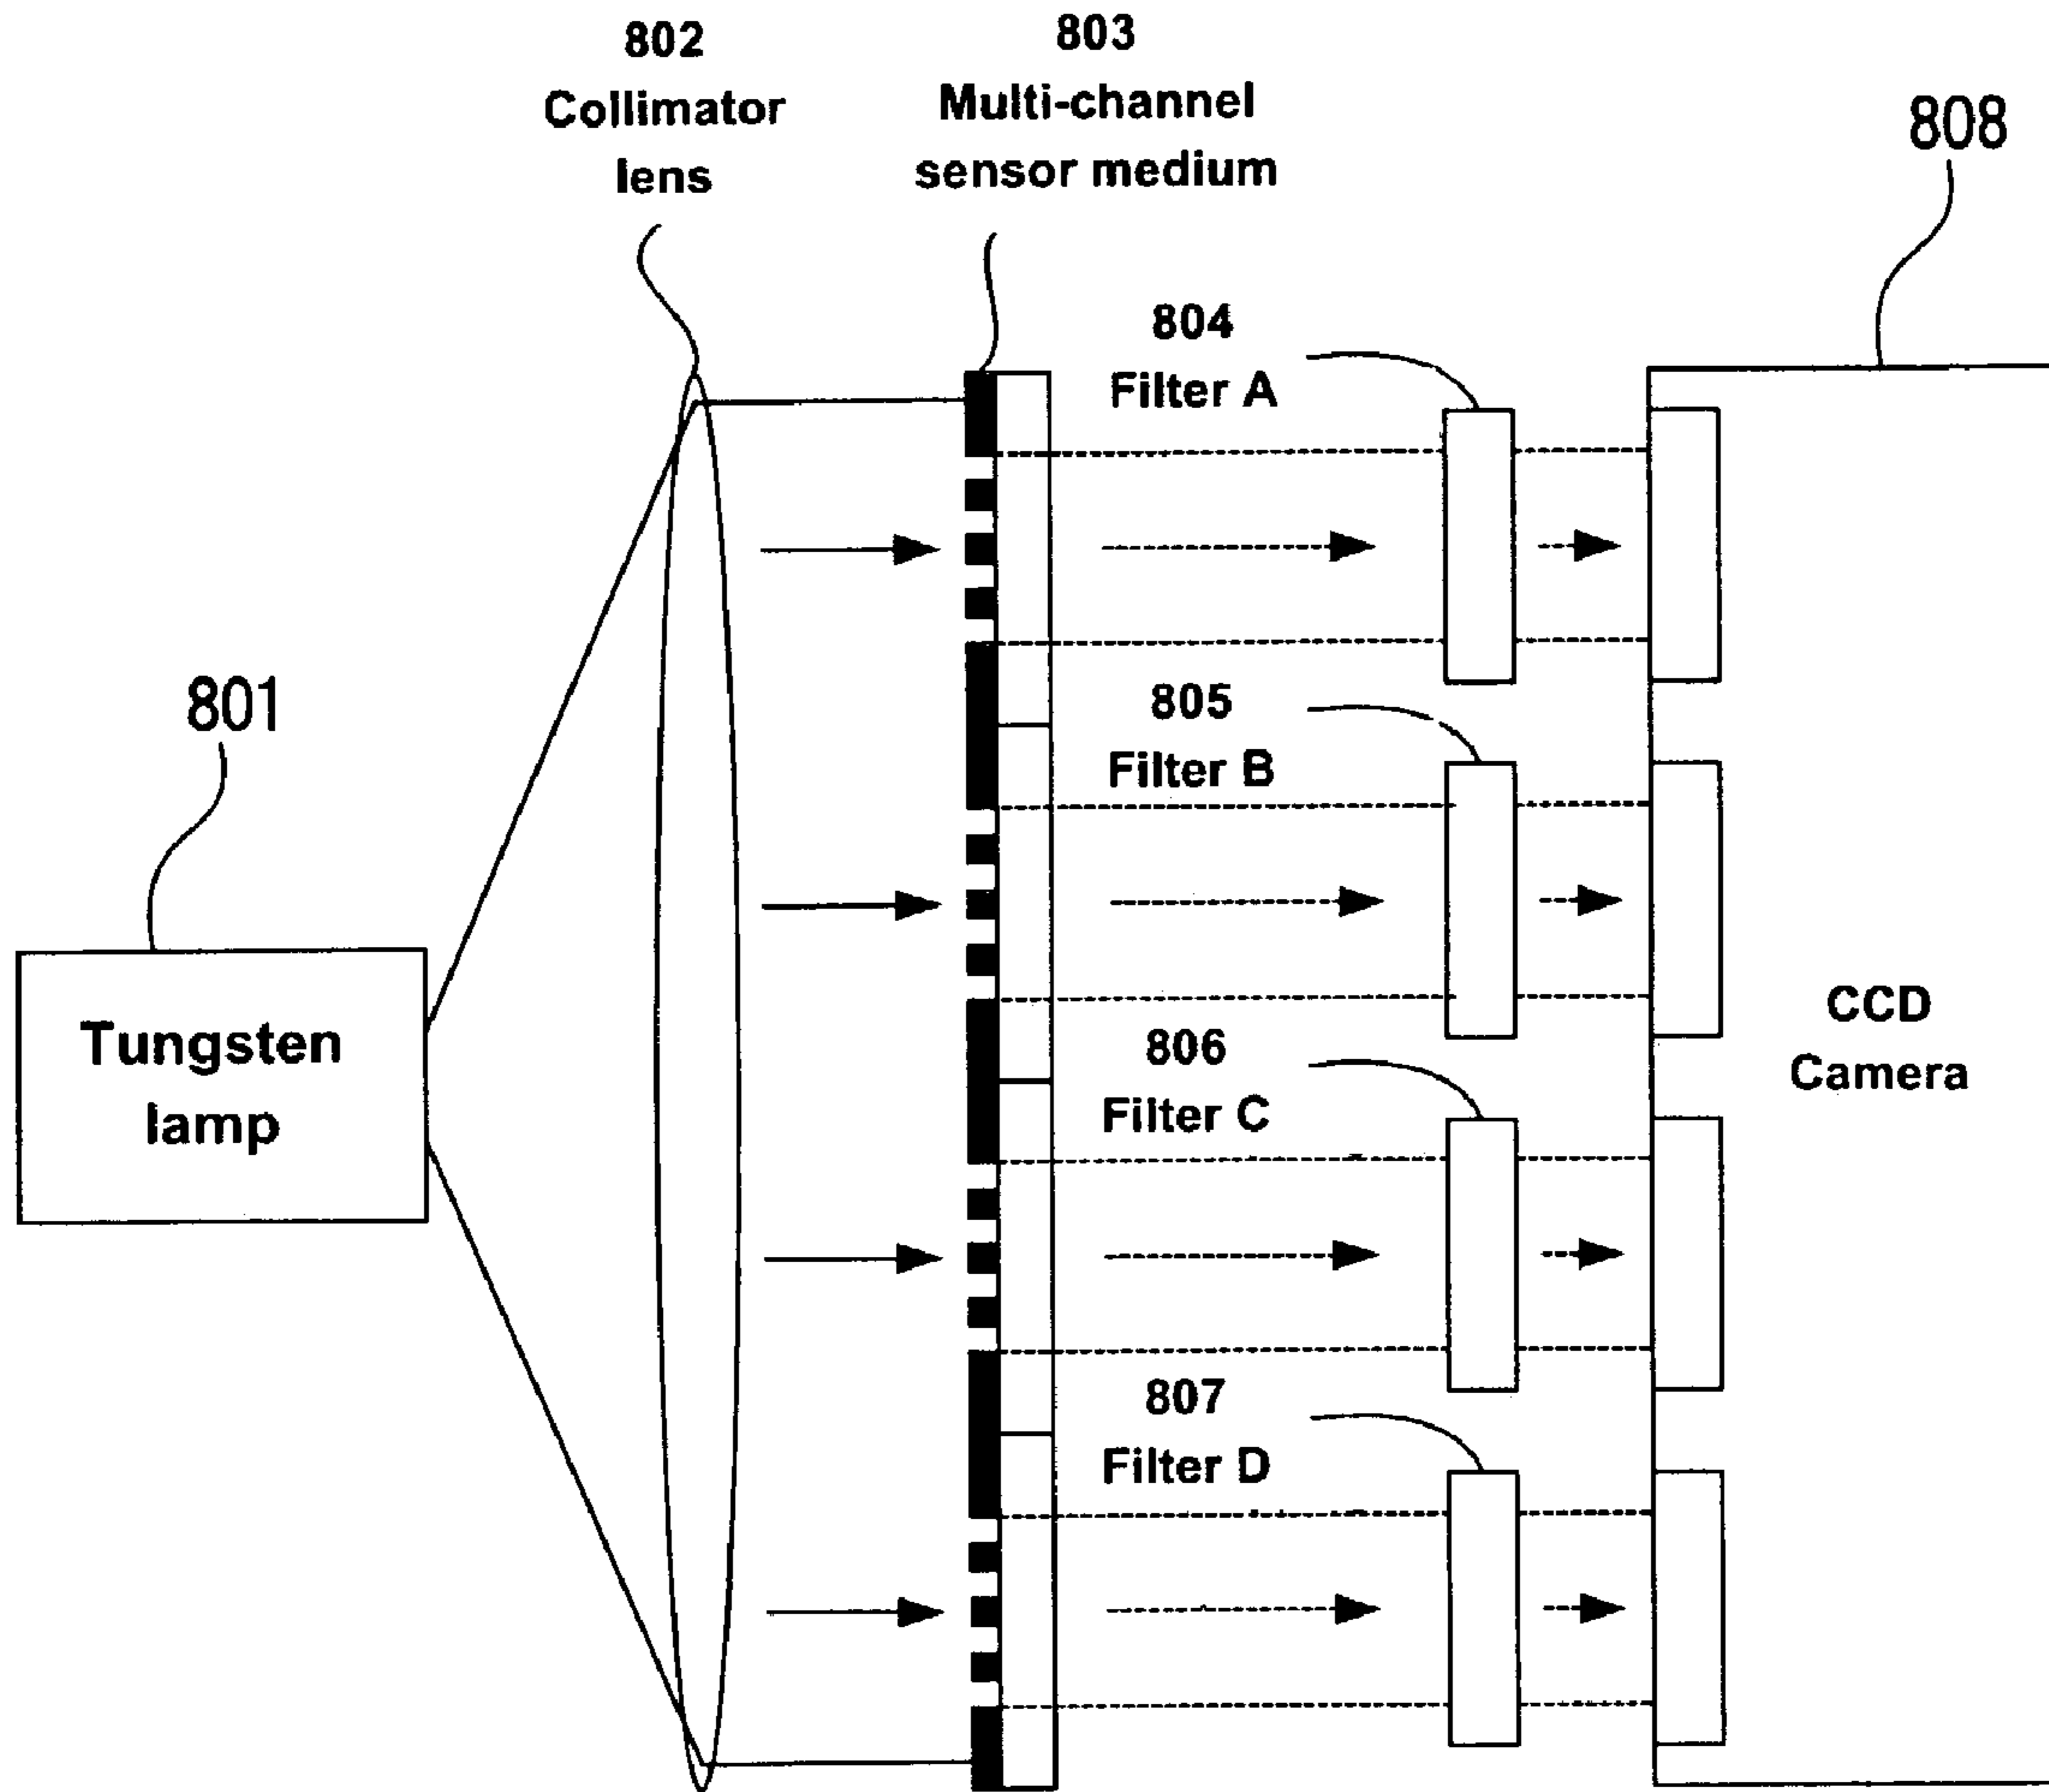 802
Collimator
lens
803
Multi-channel
sensor medium
808
804
Filter A
801
805
Filter B
Tungsten
lamp
806
Filter C
CCD
Camera
807
Filter D